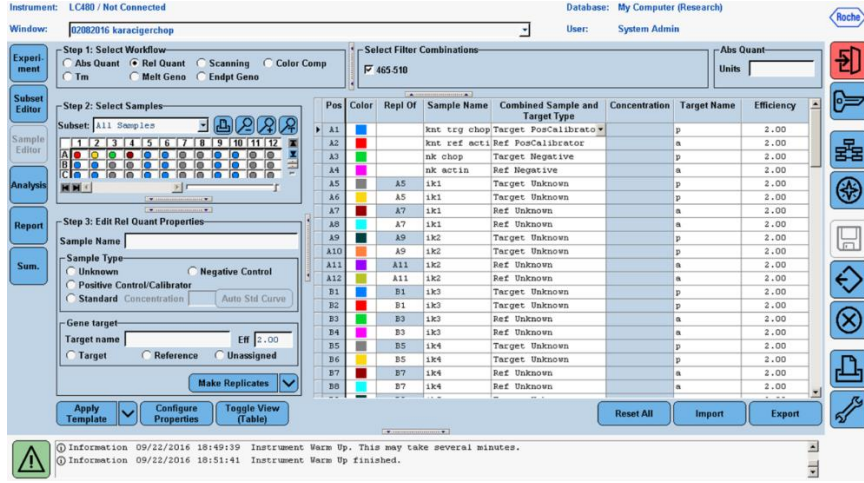 Instrument: LC480 / Not Connected Database: My Computer (Research)
Window: 02082016 karacigerchop User: System Admin
Roche
Experi-
ment
Subset
Editor
Sample
Editor
Analysis
Report
Sum.
Step 1: Select Workflow
Abs Quant Rel Quant Scanning Color Comp
Tm Melt Geno Endpt Geno
Select Filter Combinations
465-510
Abs Quant
Units
Step 2: Select Samples
Subset: All Samples
1 2 3 4 5 6 7 8 9 10 11 12
A
B
C
Step 3: Edit Rel Quant Properties
Sample Name
Sample Type
Unknown Negative Control
Positive Control/Calibrator
Standard Concentration Auto Std Curve
Gene target
Target name Eff 2.00
Target Reference Unassigned
Make Replicates
Apply Template
Configure Properties
Toggle View (Table)
Pos Color Repl Of Sample Name Combined Sample and Target Type Concentration Target Name Efficiency
A1 knt trg chop Target PosCalibrato p 2.00
A2 knt ref acti Ref PosCalibrator a 2.00
A3 nk chop Target Negative p 2.00
A4 nk actin Ref Negative a 2.00
A5 A5 ik1 Target Unknown p 2.00
A6 A5 ik1 Target Unknown p 2.00
A7 A7 ik1 Ref Unknown a 2.00
A8 A7 ik1 Ref Unknown a 2.00
A9 A9 ik2 Target Unknown p 2.00
A10 A9 ik2 Target Unknown p 2.00
A11 A11 ik2 Ref Unknown a 2.00
A12 A11 ik2 Ref Unknown a 2.00
B1 B1 ik3 Target Unknown p 2.00
B2 B1 ik3 Target Unknown p 2.00
B3 B3 ik3 Ref Unknown a 2.00
B4 B3 ik3 Ref Unknown a 2.00
B5 B5 ik4 Target Unknown p 2.00
B6 B5 ik4 Target Unknown p 2.00
B7 B7 ik4 Ref Unknown a 2.00
B8 B7 ik4 Ref Unknown a 2.00
Reset All Import Export
Information 09/22/2016 18:49:39 Instrument Warm Up. This may take several minutes.
Information 09/22/2016 18:51:41 Instrument Warm Up finished.